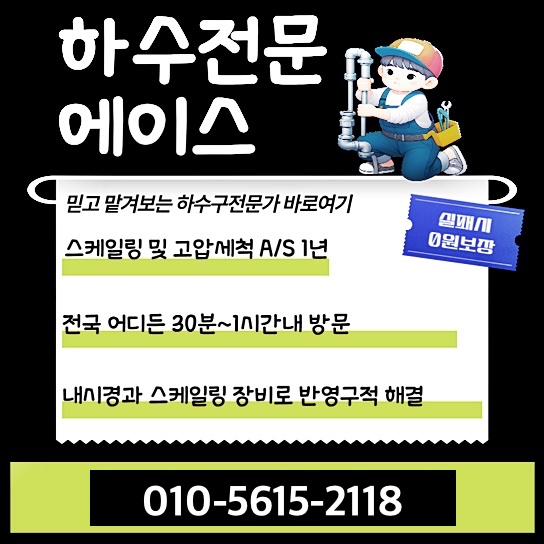 하수전문
에이스
믿고 맡겨보는 하수구전문가 바로여기
실패시
0원보장
스케일링 및 고압세척 A/S 1년
전국 어디든 30분~1시간내 방문
내시경과 스케일링 장비로 반영구적 해결
010-5615-2118